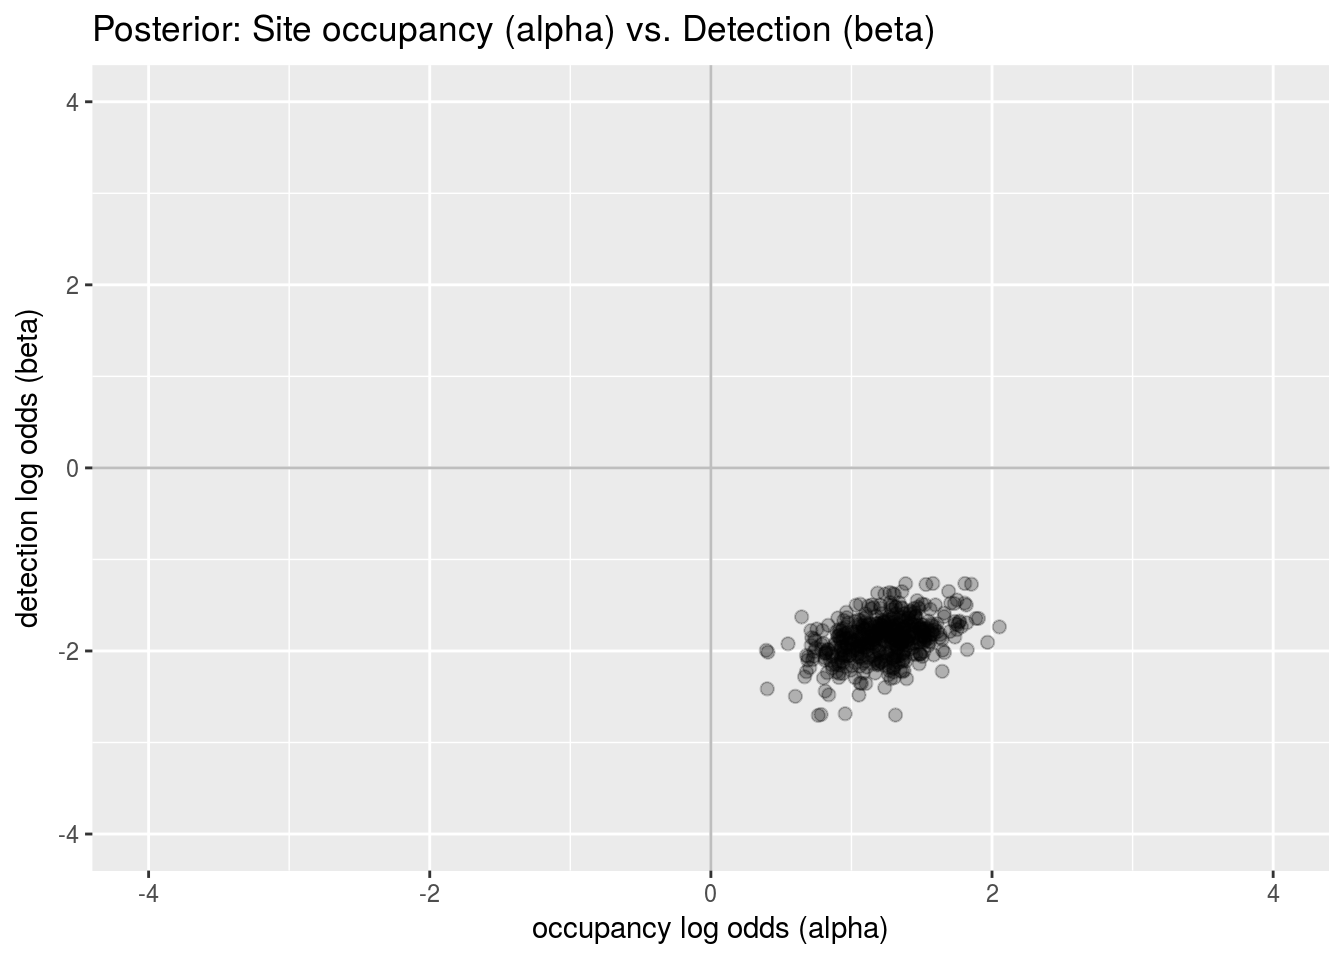 Posterior: Site occupancy (alpha) vs. Detection (beta)
detection log odds (beta)
4
2
0
-2
-4
-4 -2 0 2 4
occupancy log odds (alpha)